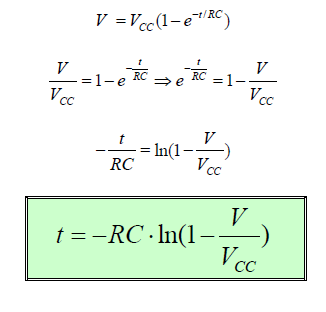 V = V_CC(1−e^(−t/RC))
V/V_CC = 1−e^(−t/RC) ⇒ e^(−t/RC) = 1−V/V_CC
−t/RC = ln(1−V/V_CC)
t = −RC·ln(1−V/V_CC)